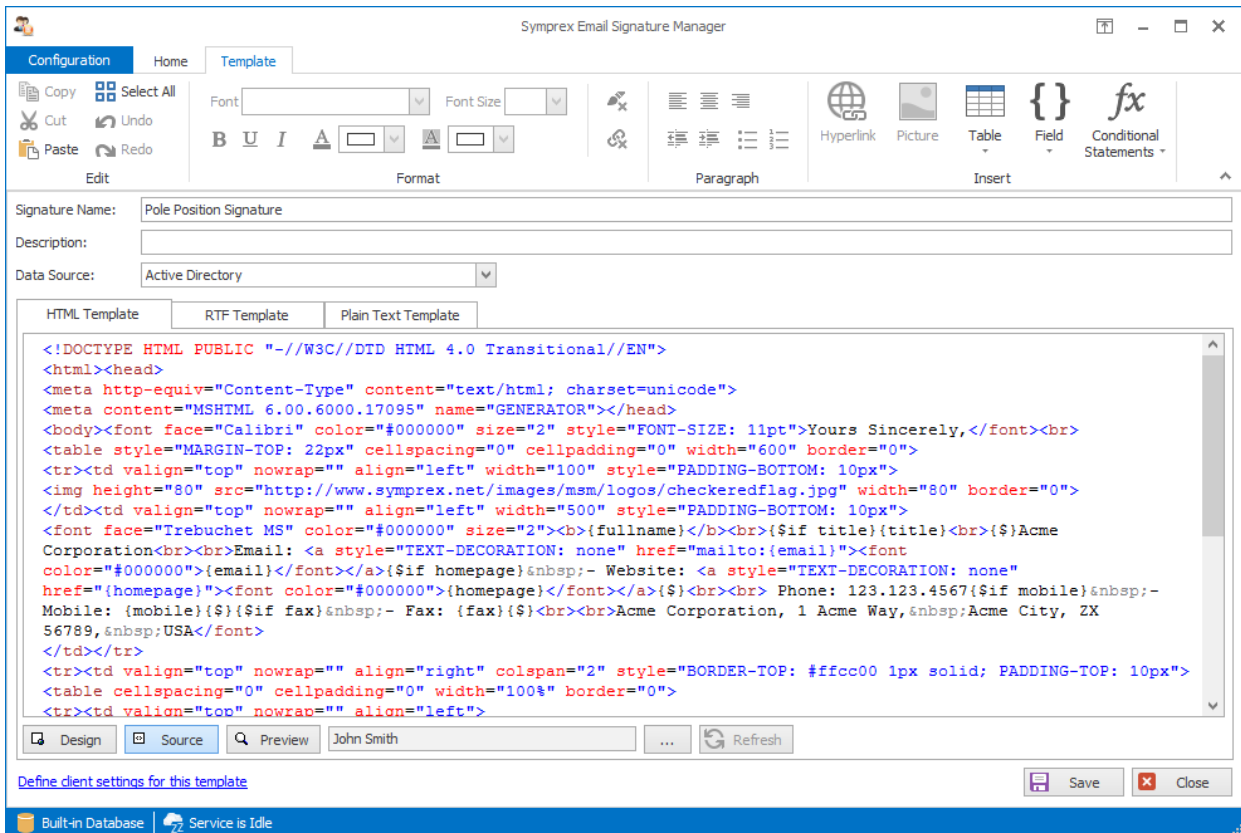 Symprex Email Signature Manager
Configuration Home Template
Copy Select All
Cut Undo
Paste Redo
Edit
Font Font Size
B U I A A
Format
Paragraph
Hyperlink Picture Table Field Conditional Statements
{ } fx
Insert
Signature Name: Pole Position Signature
Description:
Data Source: Active Directory
HTML Template RTF Template Plain Text Template
<!DOCTYPE HTML PUBLIC "-//W3C//DTD HTML 4.0 Transitional//EN">
<html><head>
<meta http-equiv="Content-Type" content="text/html; charset=unicode">
<meta content="MSHTML 6.00.6000.17095" name="GENERATOR"></head>
<body><font face="Calibri" color="#000000" size="2" style="FONT-SIZE: 11pt">Yours Sincerely,</font><br>
<table style="MARGIN-TOP: 22px" cellspacing="0" cellpadding="0" width="600" border="0">
<tr><td valign="top" nowrap="" align="left" width="100" style="PADDING-BOTTOM: 10px">
<img height="80" src="http://www.symprex.net/images/msm/logos/checkeredflag.jpg" width="80" border="0">
</td><td valign="top" nowrap="" align="left" width="500" style="PADDING-BOTTOM: 10px">
<font face="Trebuchet MS" color="#000000" size="2"><b>{fullname}</b><br>{$if title}{title}<br>{$}Acme
Corporation<br><br>Email: <a style="TEXT-DECORATION: none" href="mailto:{email}"><font
color="#000000">{email}</font></a>{$if homepage}&nbsp;- Website: <a style="TEXT-DECORATION: none"
href="{homepage}"><font color="#000000">{homepage}</font></a>{$}<br><br> Phone: 123.123.4567{$if mobile}&nbsp;-
Mobile: {mobile}{$}{$if fax}&nbsp;- Fax: {fax}{$}<br><br>Acme Corporation, 1 Acme Way,&nbsp;Acme City, ZX
56789,&nbsp;USA</font>
</td></tr>
<tr><td valign="top" nowrap="" align="right" colspan="2" style="BORDER-TOP: #ffcc00 1px solid; PADDING-TOP: 10px">
<table cellspacing="0" cellpadding="0" width="100%" border="0">
<tr><td valign="top" nowrap="" align="left">
Design Source Preview John Smith ... Refresh
Define client settings for this template
Save Close
Built-in Database Service is Idle